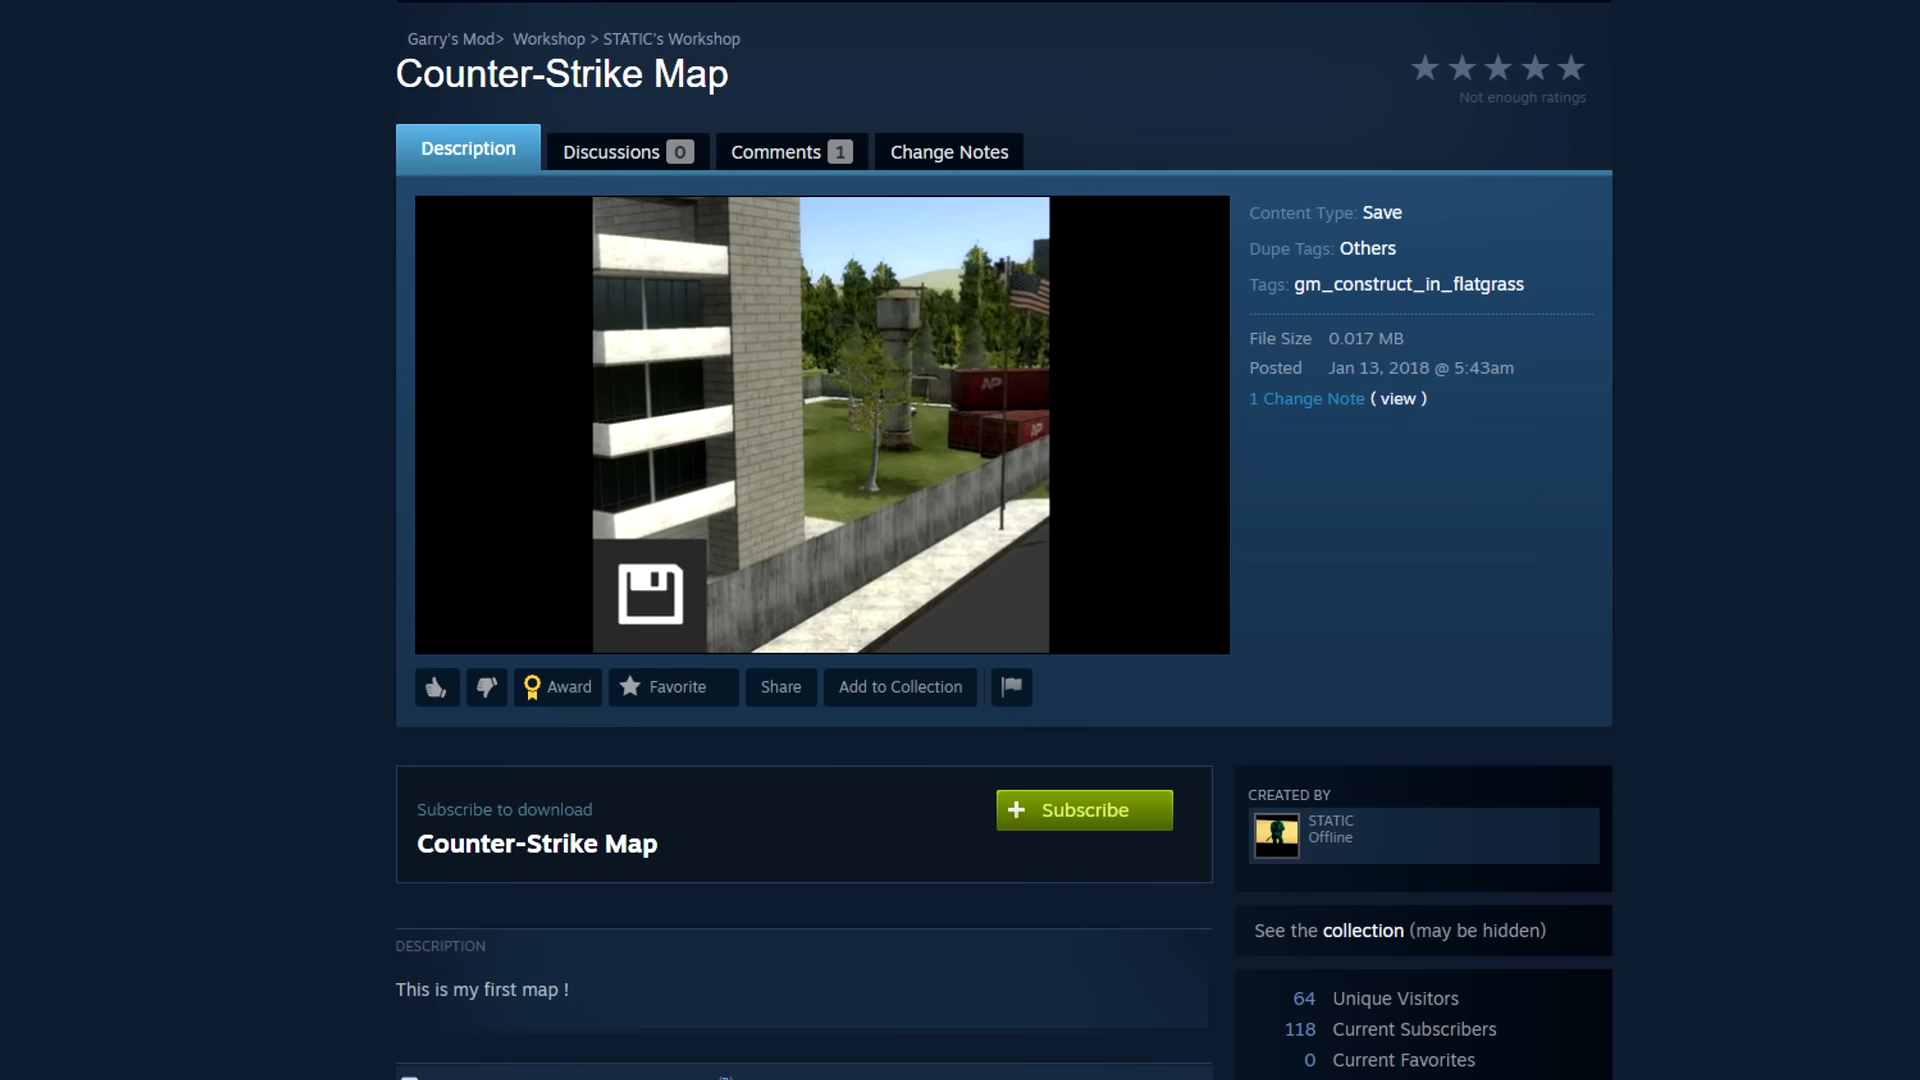 Garry's Mod> Workshop > STATIC's Workshop
Counter-Strike Map
Not enough ratings
Description
Discussions 0
Comments 1
Change Notes
Content Type: Save
Dupe Tags: Others
Tags: gm_construct_in_flatgrass
File Size 0.017 MB
Posted Jan 13, 2018 @ 5:43am
1 Change Note ( view )
AP
AP
Award
Favorite
Share
Add to Collection
Subscribe to download
Counter-Strike Map
Subscribe
CREATED BY
STATIC
Offline
See the collection (may be hidden)
DESCRIPTION
This is my first map !
64 Unique Visitors
118 Current Subscribers
0 Current Favorites